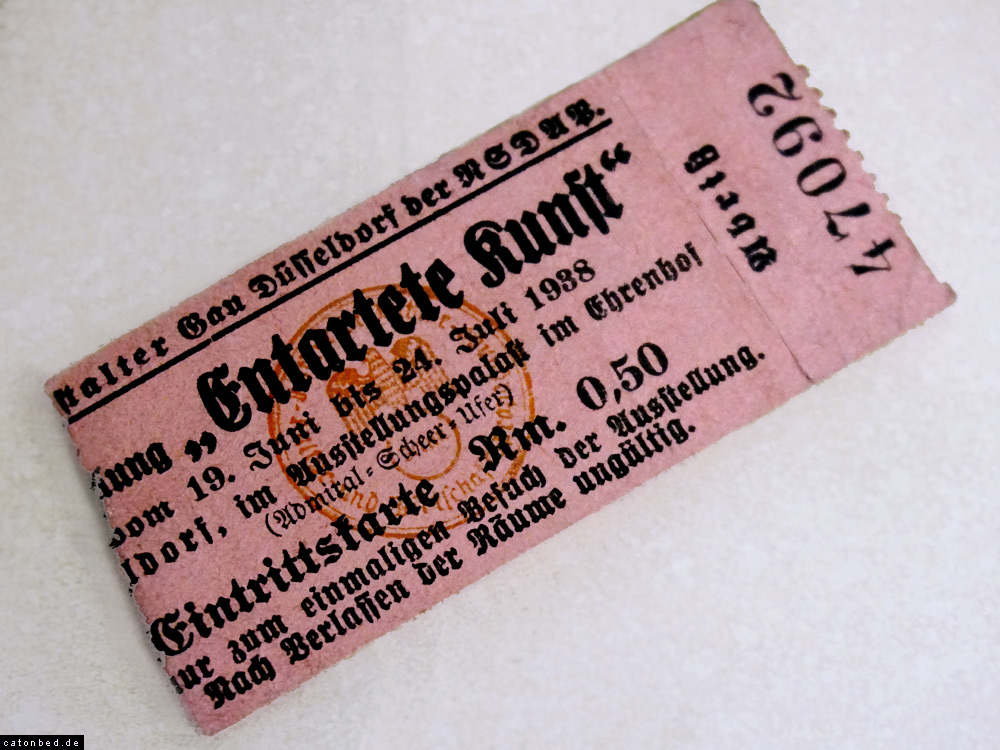 stalter Gau Düsseldorf der NSDAP.
ung „Entartete Kunst“
vom 19. Juni bis 24. Juli 1938
ldorf, im Ausstellungspalast im Ehrenhof
(Admiral-Scheer-Ufer)
Eintrittskarte Rm. 0,50
ur zum einmaligen Besuch der Ausstellung.
Nach Verlassen der Räume ungültig.
Abriß
47092
catonbed.de